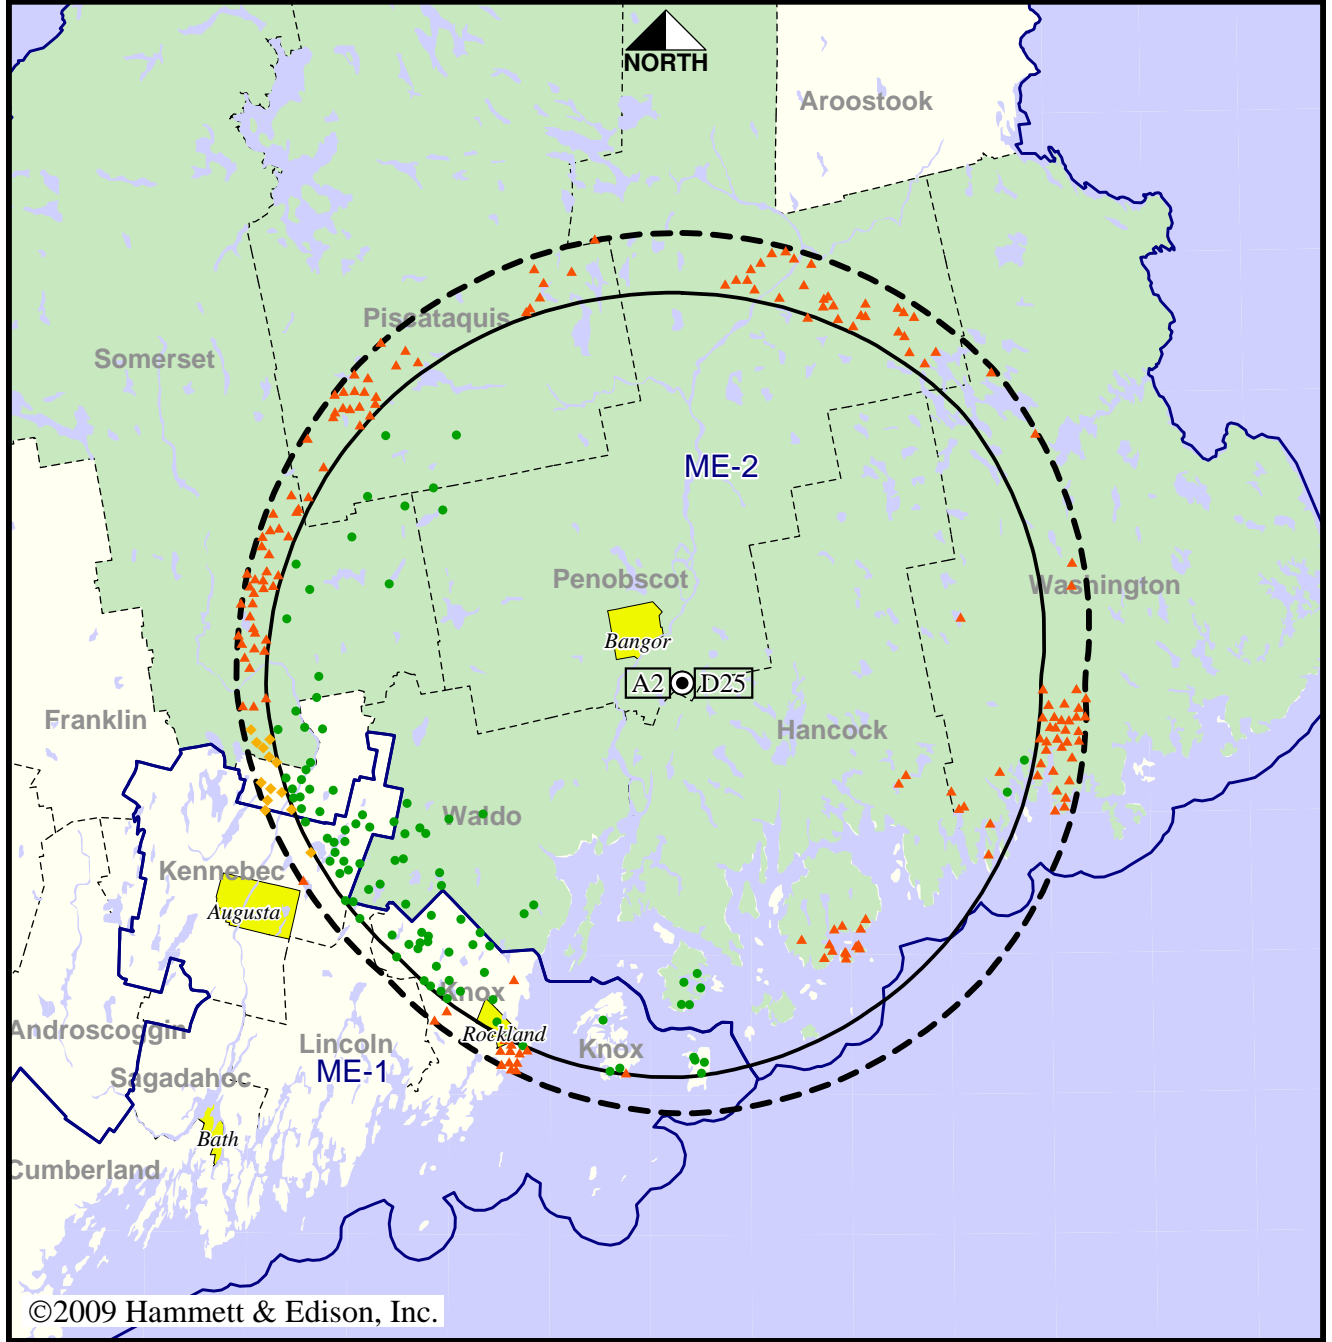 NORTH
Aroostook
Piscataquis
Somerset
ME-2
Penobscot
Washington
Bangor
A2 D25
Franklin
Hancock
Waldo
Kennebec
Augusta
Knox
Androscoggin
Lincoln
Rockland
Knox
ME-1
Sagadahoc
Bath
Cumberland
©2009 Hammett & Edison, Inc.